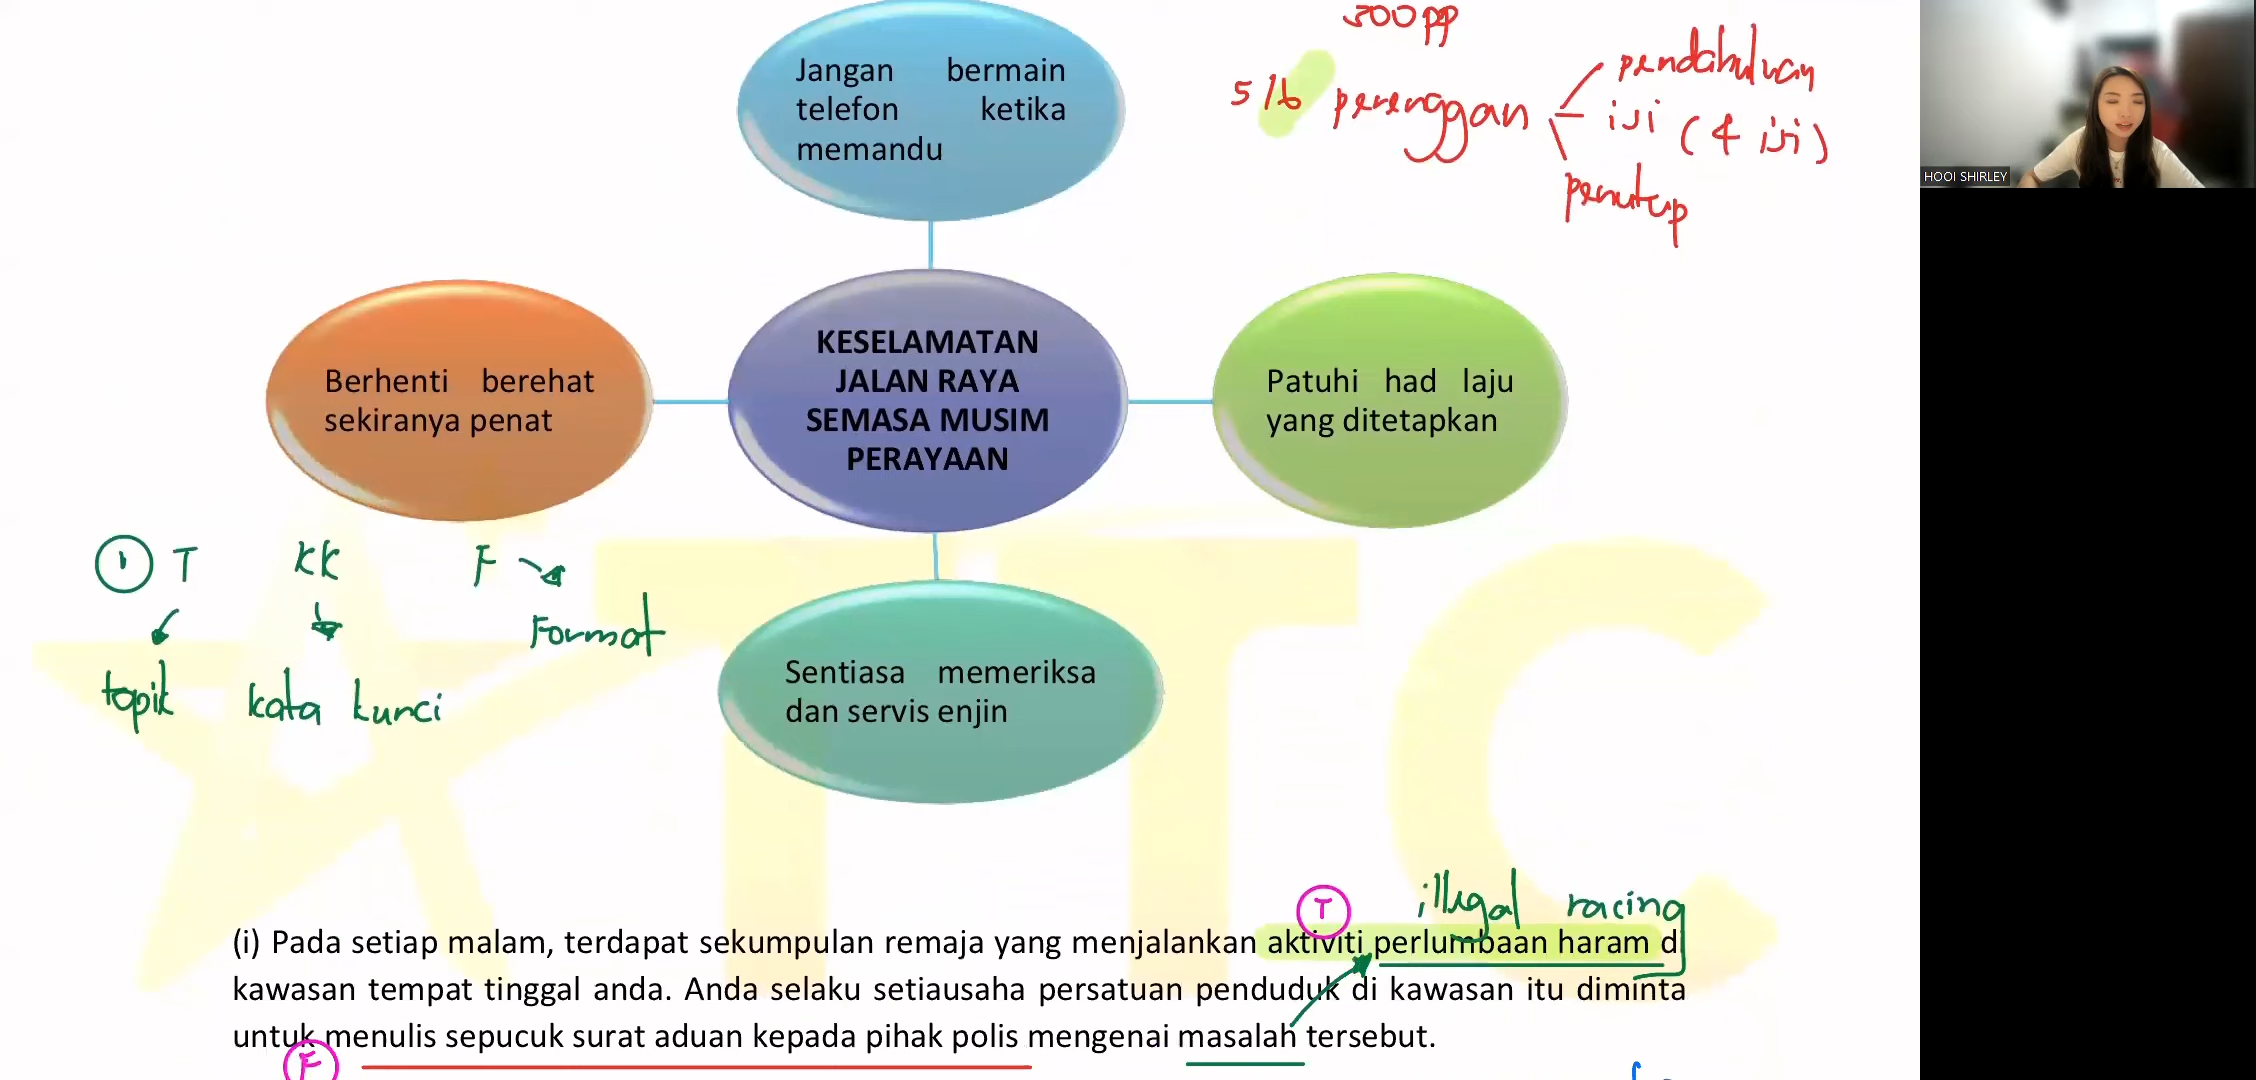 300pp
5/6 perenggan
pendahuluan
isi (4 isi)
penutup
HOOI SHIRLEY
Jangan bermain
telefon ketika
memandu
Berhenti berehat
sekiranya penat
KESELAMATAN
JALAN RAYA
SEMASA MUSIM
PERAYAAN
Patuhi had laju
yang ditetapkan
1 T KK F
Format
topik kata kunci
Sentiasa memeriksa
dan servis enjin
TTC
T illegal racing
(i) Pada setiap malam, terdapat sekumpulan remaja yang menjalankan aktiviti perlumbaan haram di
kawasan tempat tinggal anda. Anda selaku setiausaha persatuan penduduk di kawasan itu diminta
untuk menulis sepucuk surat aduan kepada pihak polis mengenai masalah tersebut.
F